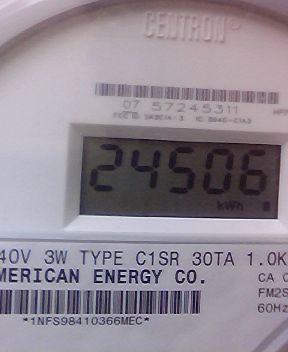 CENTRON®
07 57245311
24506
kWh
40V 3W TYPE C1SR 30TA 1.0K
MERICAN ENERGY CO.
CA
FM2S
60Hz
*1NFS98410366MEC*